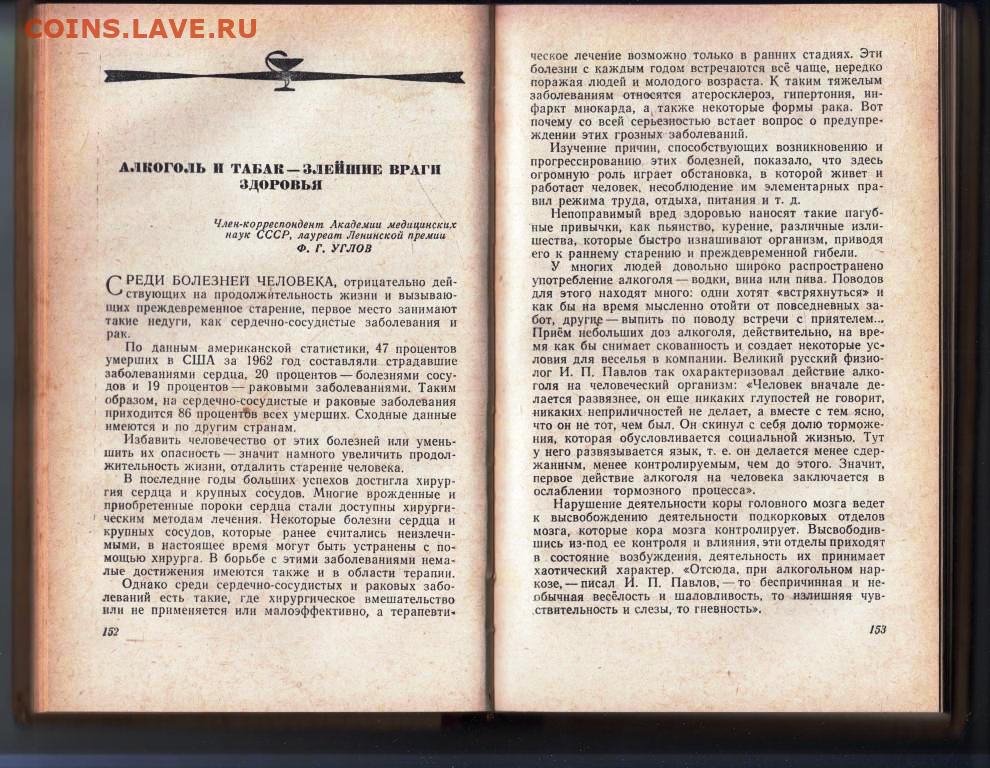 COINS.LAVE.RU
АЛКОГОЛЬ И ТАБАК — ЗЛЕЙШИЕ ВРАГИ
ЗДОРОВЬЯ
Член-корреспондент Академии медицинских
наук СССР, лауреат Ленинской премии
Ф. Г. УГЛОВ
СРЕДИ БОЛЕЗНЕЙ ЧЕЛОВЕКА, отрицательно дей-
ствующих на продолжительность жизни и вызываю-
щих преждевременное старение, первое место занимают
такие недуги, как сердечно-сосудистые заболевания и
рак.
По данным американской статистики, 47 процентов
умерших в США за 1962 год составляли страдавшие
заболеваниями сердца, 20 процентов — болезнями сосу-
дов и 19 процентов — раковыми заболеваниями. Таким
образом, на сердечно-сосудистые и раковые заболевания
приходится 86 процентов всех умерших. Сходные данные
имеются и по другим странам.
Избавить человечество от этих болезней или умень-
шить их опасность — значит намного увеличить продол-
жительность жизни, отдалить старение человека.
В последние годы больших успехов достигла хирур-
гия сердца и крупных сосудов. Многие врожденные и
приобретенные пороки сердца стали доступны хирурги-
ческим методам лечения. Некоторые болезни сердца и
крупных сосудов, которые ранее считались неизлечи-
мыми, в настоящее время могут быть устранены с по-
мощью хирурга. В борьбе с этими заболеваниями нема-
лые достижения имеются также и в области терапии.
Однако среди сердечно-сосудистых и раковых забо-
леваний есть такие, где хирургическое вмешательство
или не применяется или малоэффективно, а терапевти-
152
ческое лечение возможно только в ранних стадиях. Эти
болезни с каждым годом встречаются всё чаще, нередко
поражая людей и молодого возраста. К таким тяжелым
заболеваниям относятся атеросклероз, гипертония, ин-
фаркт миокарда, а также некоторые формы рака. Вот
почему со всей серьезностью встает вопрос о предупре-
ждении этих грозных заболеваний.
Изучение причин, способствующих возникновению и
прогрессированию этих болезней, показало, что здесь
огромную роль играет обстановка, в которой живет и
работает человек, несоблюдение им элементарных пра-
вил режима труда, отдыха, питания и т. д.
Непоправимый вред здоровью наносят такие пагуб-
ные привычки, как пьянство, курение, различные изли-
шества, которые быстро изнашивают организм, приводя
его к раннему старению и преждевременной гибели.
У многих людей довольно широко распространено
употребление алкоголя — водки, вина или пива. Поводов
для этого находят много: одни хотят «встряхнуться» и
как бы на время мысленно отойти от повседневных за-
бот, другие — выпить по поводу встречи с приятелем...
Приём небольших доз алкоголя, действительно, на вре-
мя как бы снимает скованность и создает некоторые ус-
ловия для веселья в компании. Великий русский физио-
лог И. П. Павлов так охарактеризовал действие алко-
голя на человеческий организм: «Человек вначале де-
лается развязнее, он еще никаких глупостей не говорит,
никаких неприличностей не делает, а вместе с тем ясно,
что он не тот, чем был. Он скинул с себя долю торможе-
ния, которая обусловливается социальной жизнью. Тут
у него развязывается язык, т. е. он делается менее сдер-
жанным, менее контролируемым, чем до этого. Значит,
первое действие алкоголя на человека заключается в
ослаблении тормозного процесса».
Нарушение деятельности коры головного мозга ведет
к высвобождению деятельности подкорковых отделов
мозга, которые кора мозга контролирует. Высвободив-
шись из-под ее контроля и влияния, эти отделы приходят
в состояние возбуждения, деятельность их принимает
хаотический характер. «Отсюда, при алкогольном нар-
козе, — писал И. П. Павлов, — то беспричинная и не-
обычная весёлость и шаловливость, то излишняя чув-
ствительность и слезы, то гневность».
153